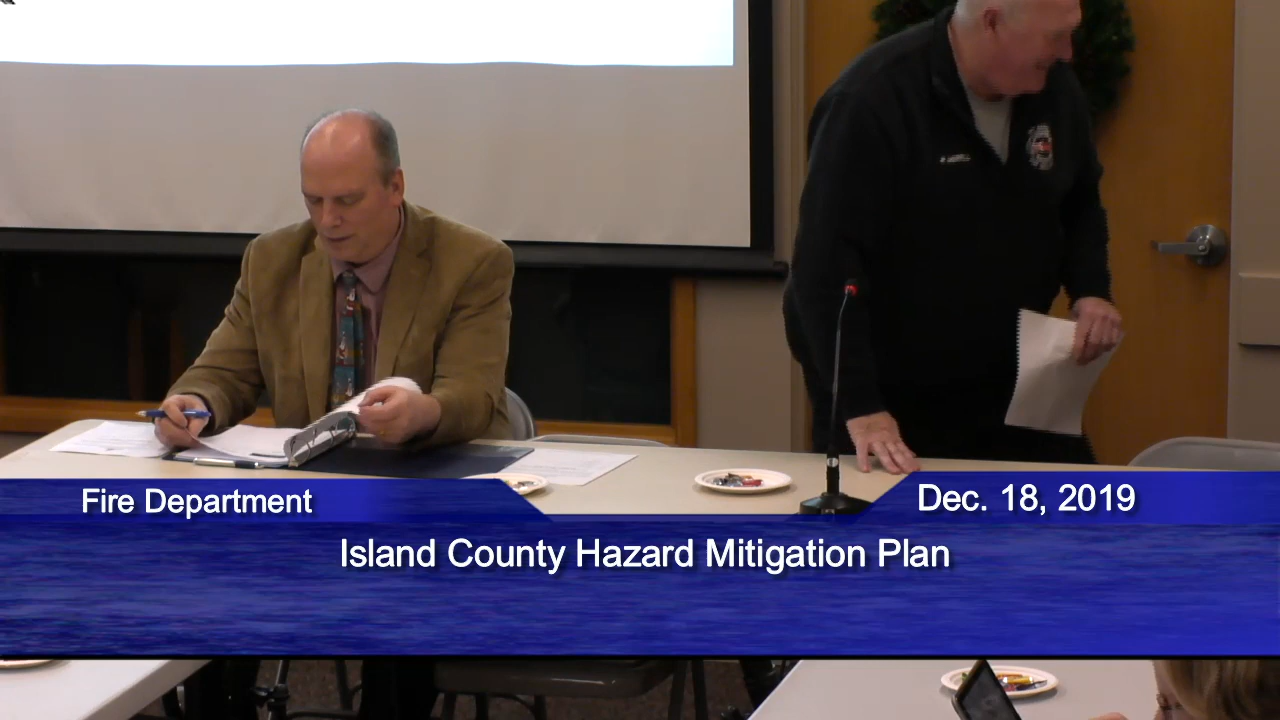 Fire Department
Dec. 18, 2019
Island County Hazard Mitigation Plan